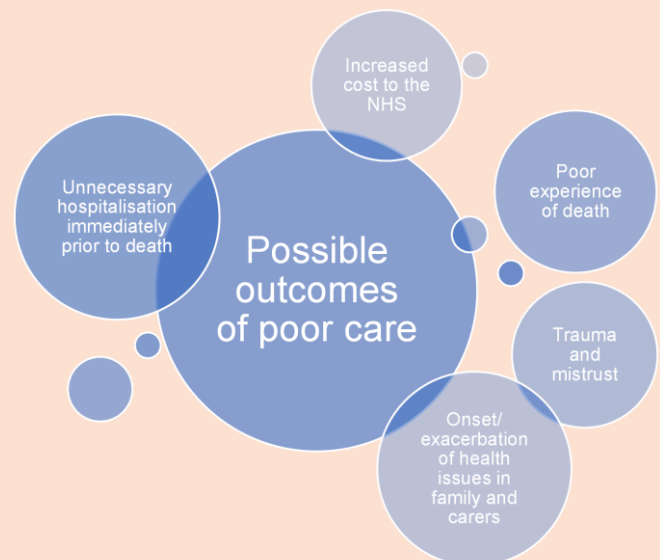 Increased
cost to the
NHS
Unnecessary
hospitalisation
immediately
prior to death
Possible
outcomes
of poor care
Poor
experience
of death
Trauma
and
mistrust
Onset/
exacerbation
of health
issues in
family and
carers